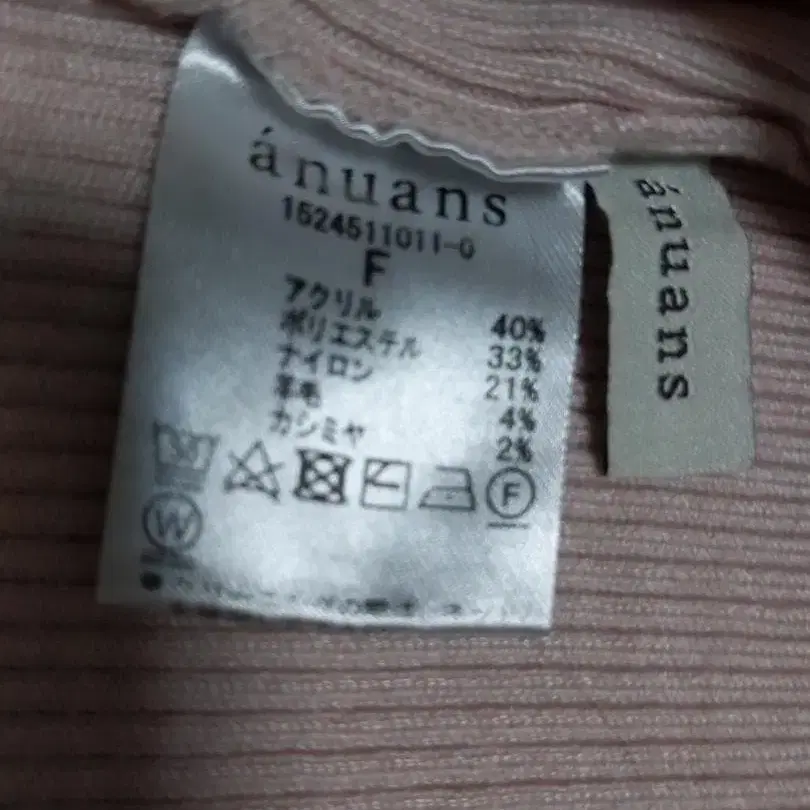 ánuans
1524511011-0
F
アクリル 40%
ポリエステル 33%
ナイロン 21%
羊毛 4%
カシミヤ 2%
F
W
ánuans